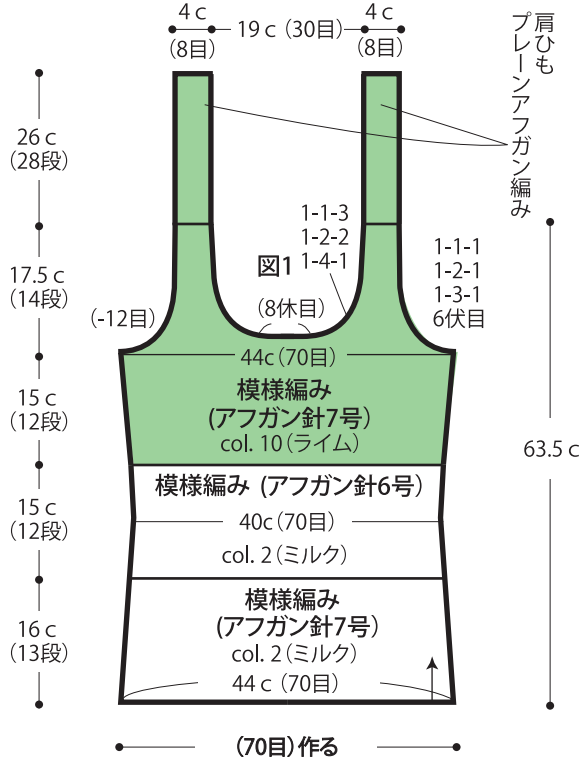 4 c
19 c (30目)
4 c
(8目)
(8目)
肩ひも
プレーンアフガン編み
26 c
(28段)
17.5 c
(14段)
図1
1-1-3
1-2-2
1-4-1
1-1-1
1-2-1
1-3-1
6伏目
(-12目)
(8休目)
44c (70目)
模様編み
(アフガン針7号)
col. 10 (ライム)
15 c
(12段)
63.5 c
模様編み (アフガン針6号)
40c (70目)
col. 2 (ミルク)
15 c
(12段)
模様編み
(アフガン針7号)
col. 2 (ミルク)
44 c (70目)
16 c
(13段)
(70目) 作る